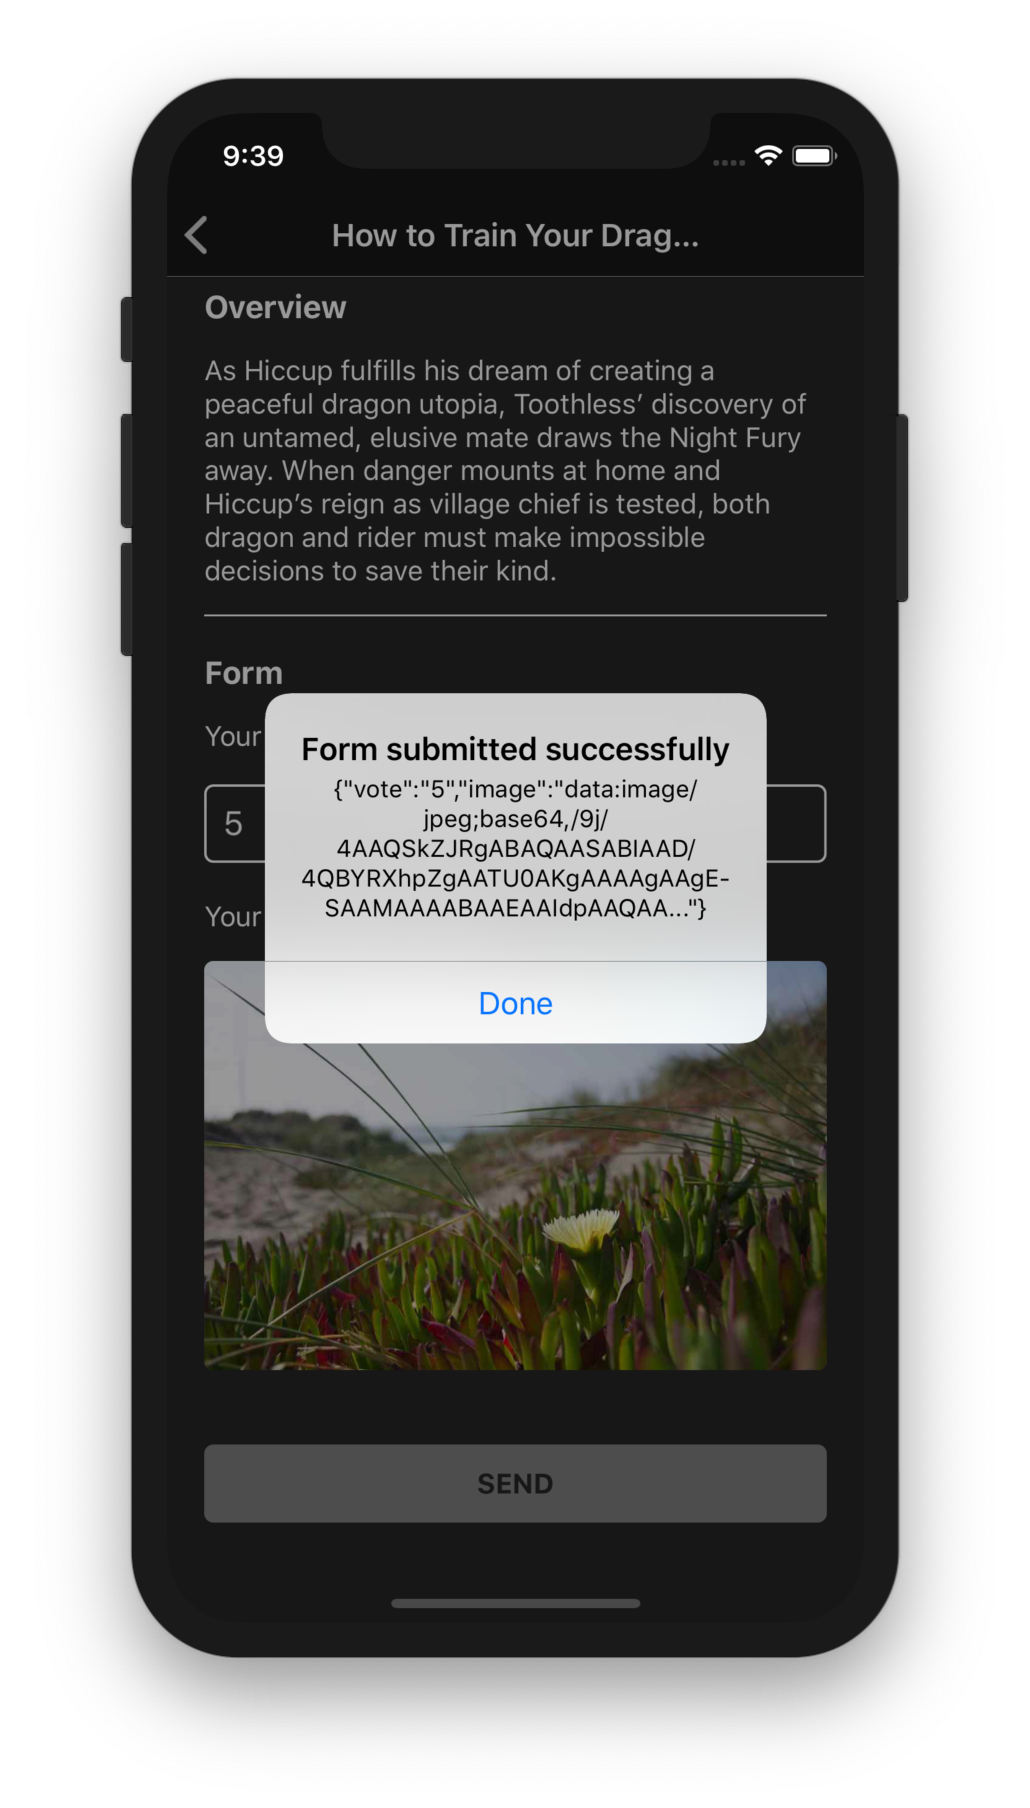 9:39
How to Train Your Drag...
Overview
As Hiccup fulfills his dream of creating a
peaceful dragon utopia, Toothless’ discovery of
an untamed, elusive mate draws the Night Fury
away. When danger mounts at home and
Hiccup’s reign as village chief is tested, both
dragon and rider must make impossible
decisions to save their kind.
Form
Your
5
Your
Form submitted successfully
{"vote":"5","image":"data:image/
jpeg;base64,/9j/
4AAQSkZJRgABAQAASABIAAD/
4QBYRXhpZgAATU0AKgAAAAgAAgE-
SAAMAAAABAAEAAIdpAAQAA..."}
Done
SEND